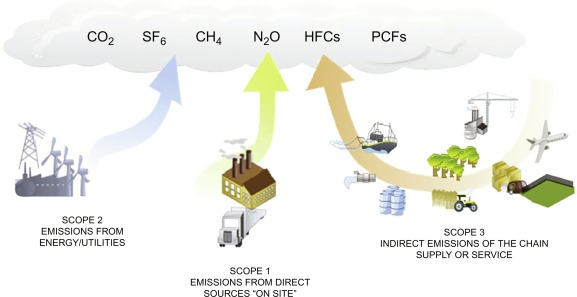 CO₂ SF₆ CH₄ N₂O HFCs PCFs
SCOPE 2
EMISSIONS FROM
ENERGY/UTILITIES
SCOPE 1
EMISSIONS FROM DIRECT
SOURCES "ON SITE"
SCOPE 3
INDIRECT EMISSIONS OF THE CHAIN
SUPPLY OR SERVICE